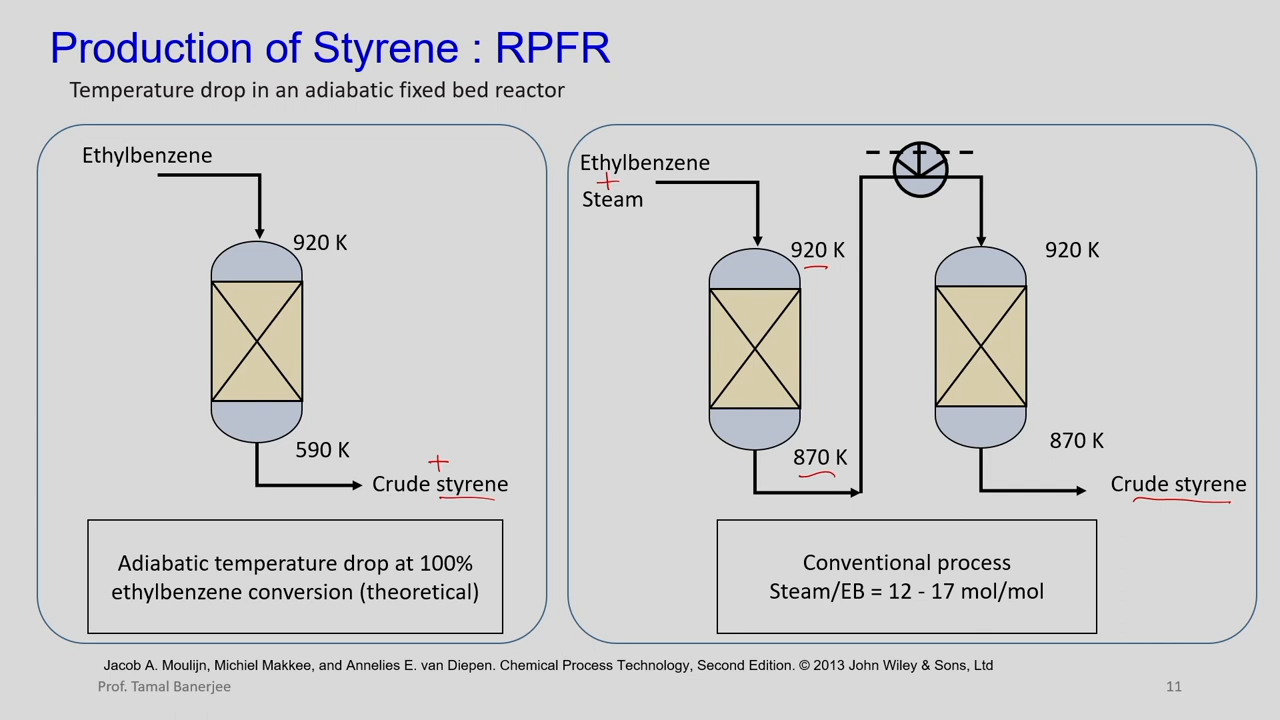 Production of Styrene : RPFR
Temperature drop in an adiabatic fixed bed reactor
Ethylbenzene
920 K
590 K
+
Crude styrene
Adiabatic temperature drop at 100%
ethylbenzene conversion (theoretical)
Ethylbenzene
+
Steam
920 K
870 K
920 K
870 K
Crude styrene
Conventional process
Steam/EB = 12 - 17 mol/mol
Jacob A. Moulijn, Michiel Makkee, and Annelies E. van Diepen. Chemical Process Technology, Second Edition. © 2013 John Wiley & Sons, Ltd
Prof. Tamal Banerjee
11